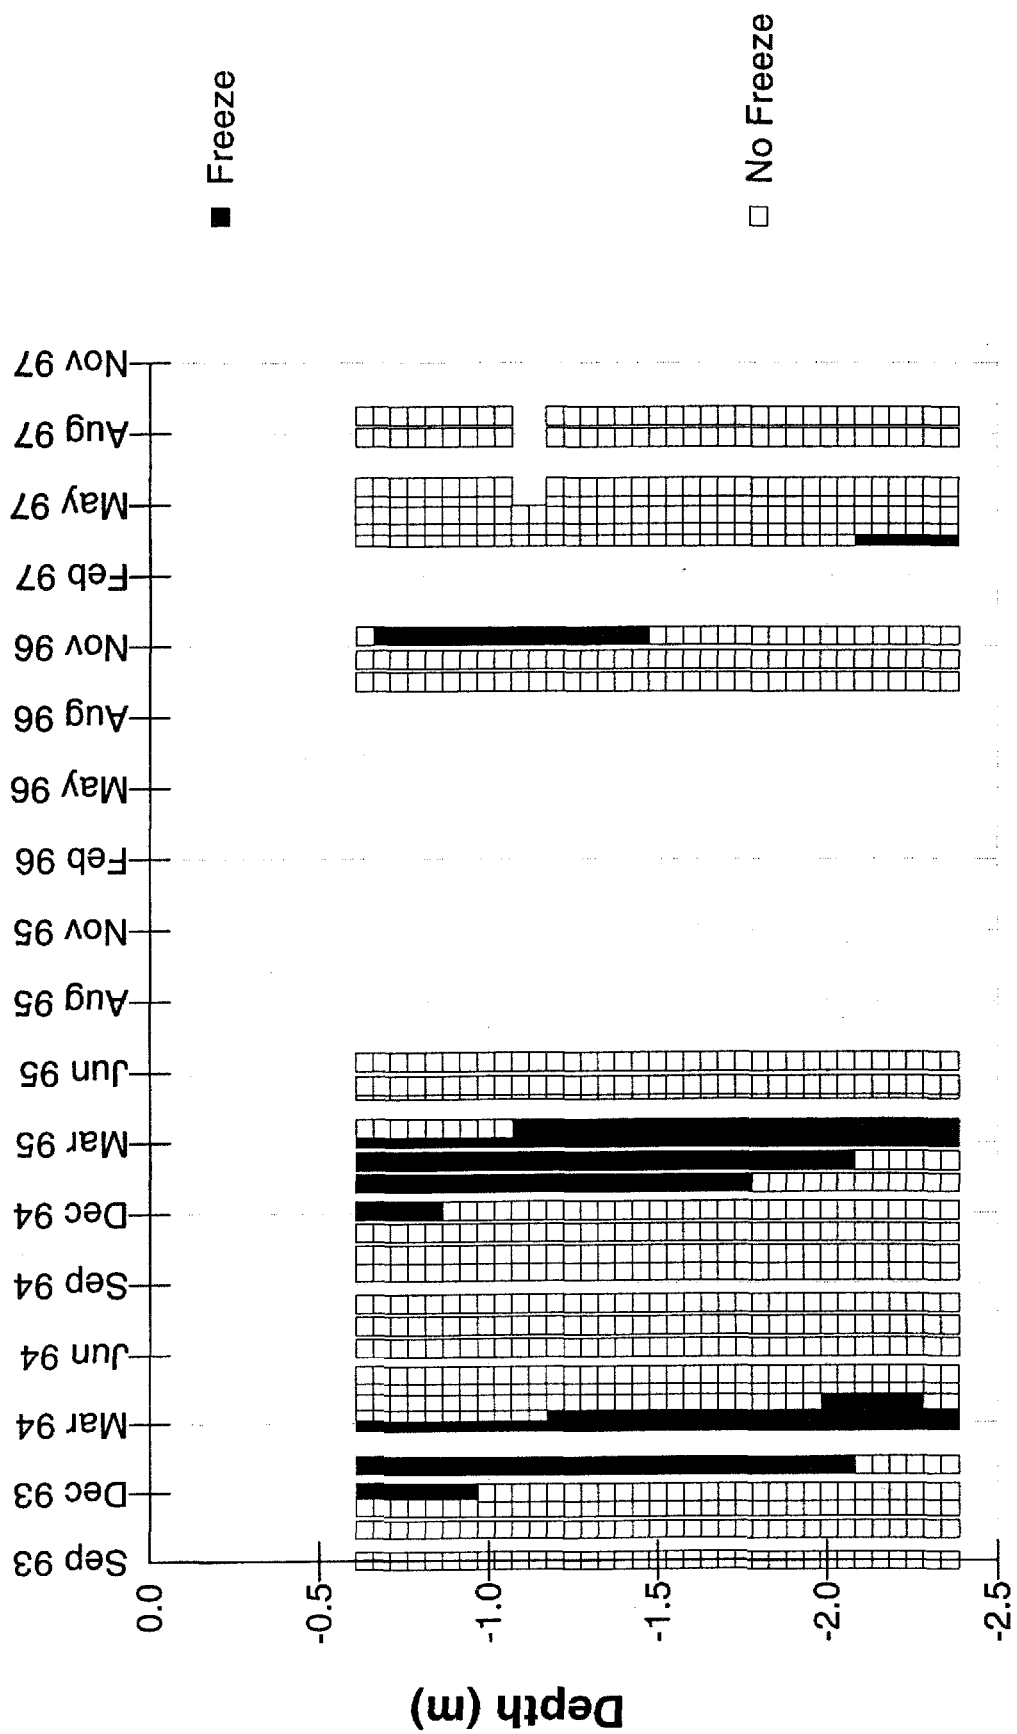 Sep 93
Dec 93
Mar 94
Jun 94
Sep 94
Dec 94
Mar 95
Jun 95
Aug 95
Nov 95
Feb 96
May 96
Aug 96
Nov 96
Feb 97
May 97
Aug 97
Nov 97
0.0
-0.5
-1.0
-1.5
-2.0
-2.5
Depth (m)
Freeze
No Freeze